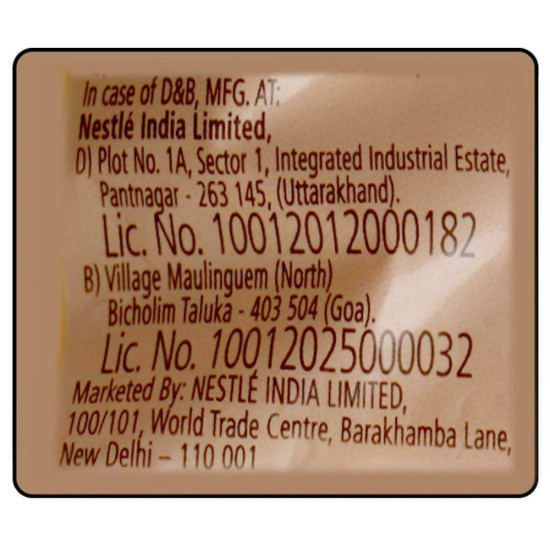 In case of D&B, MFG. AT:
Nestlé India Limited,
D) Plot No. 1A, Sector 1, Integrated Industrial Estate,
Pantnagar - 263 145, (Uttarakhand).
Lic. No. 10012012000182
B) Village Maulinguem (North)
Bicholim Taluka - 403 504 (Goa).
Lic. No. 10012025000032
Marketed By: NESTLÉ INDIA LIMITED,
100/101, World Trade Centre, Barakhamba Lane,
New Delhi – 110 001